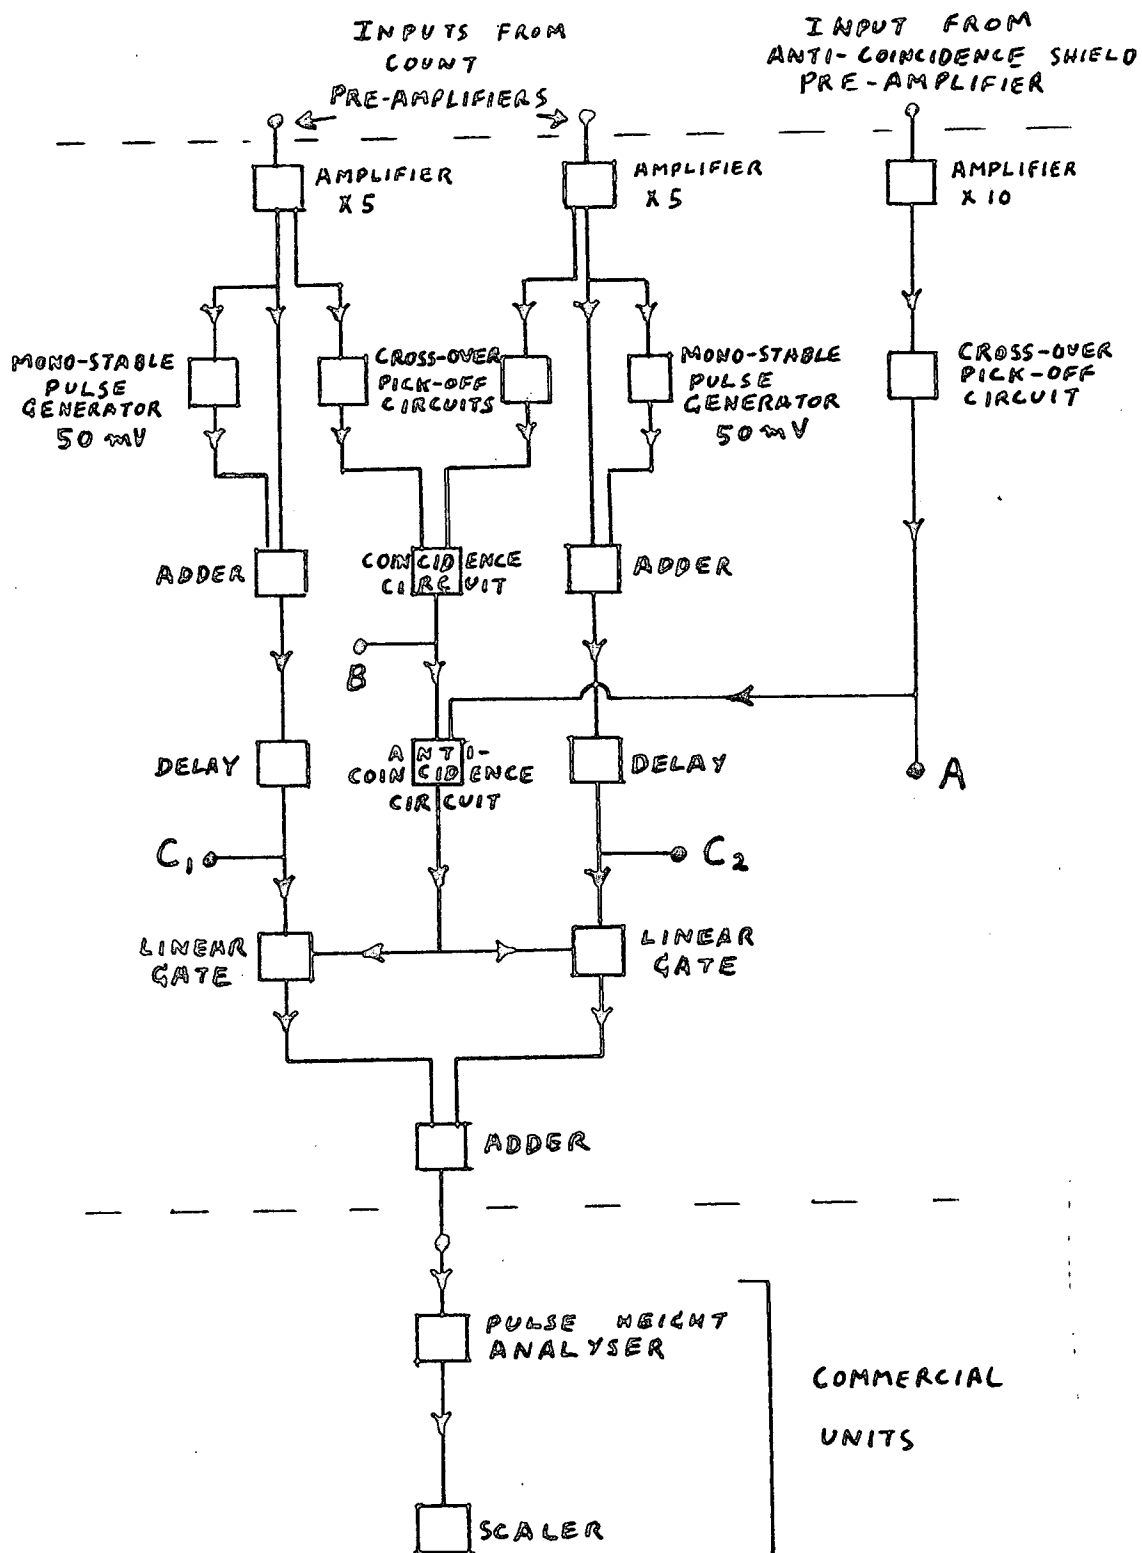 INPUTS FROM
COUNT
PRE-AMPLIFIERS
INPUT FROM
ANTI-COINCIDENCE SHIELD
PRE-AMPLIFIER
AMPLIFIER
X 5
AMPLIFIER
X 5
AMPLIFIER
X 10
MONO-STABLE
PULSE
GENERATOR
50 mV
CROSS-OVER
PICK-OFF
CIRCUITS
MONO-STABLE
PULSE
GENERATOR
50 mV
CROSS-OVER
PICK-OFF
CIRCUIT
ADDER
COINCIDENCE
CIRCUIT
ADDER
B
DELAY
ANTI-
COINCIDENCE
CIRCUIT
DELAY
A
C1
C2
LINEAR
GATE
LINEAR
GATE
ADDER
PULSE HEIGHT
ANALYSER
COMMERCIAL
UNITS
SCALER